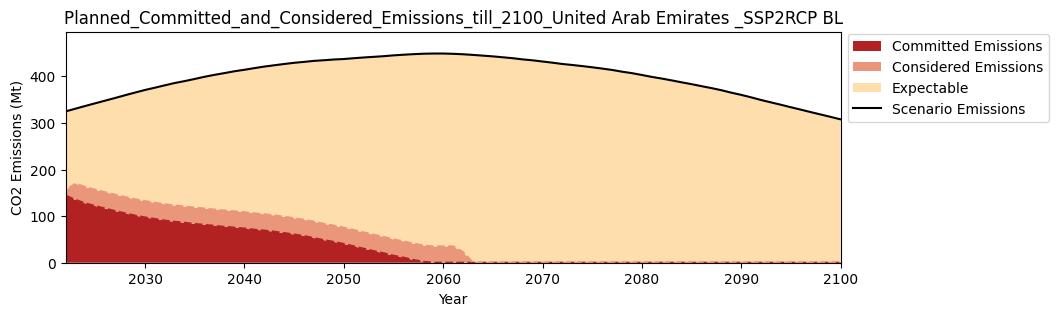 Planned_Committed_and_Considered_Emissions_till_2100_United Arab Emirates _SSP2RCP BL
Committed Emissions
Considered Emissions
Expectable
Scenario Emissions
CO2 Emissions (Mt)
400
300
200
100
0
2030
2040
2050
2060
2070
2080
2090
2100
Year